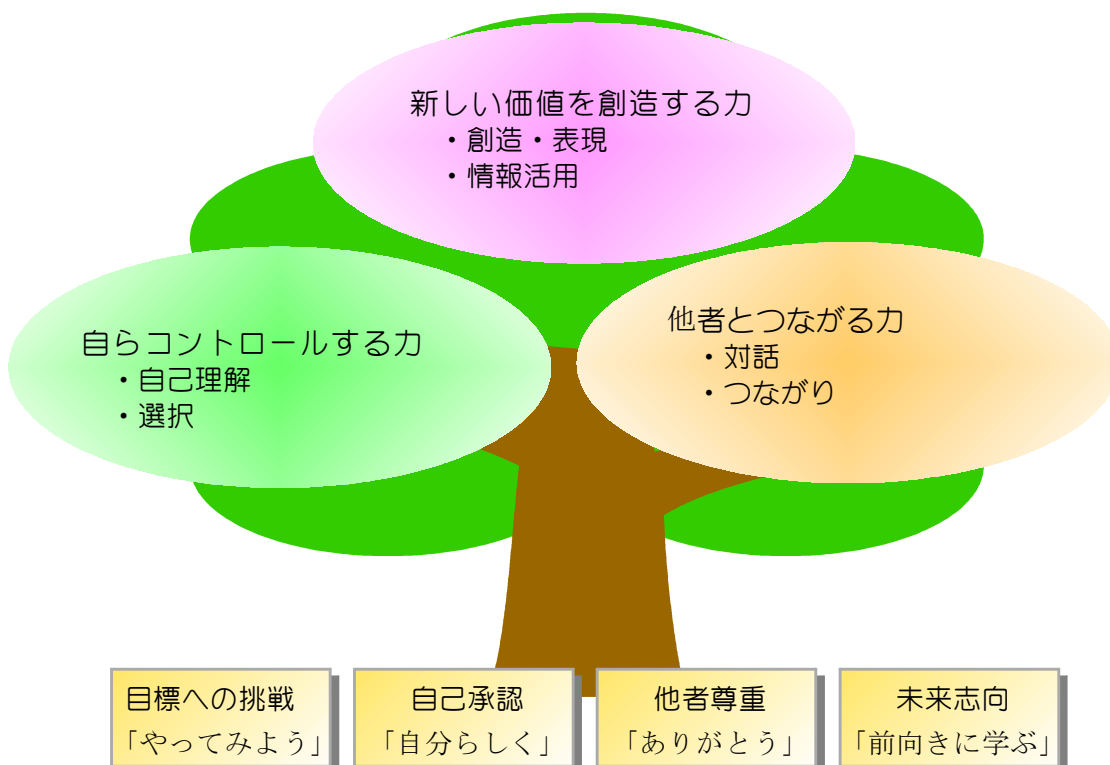 新しい価値を創造する力
・創造・表現
・情報活用
自らコントロールする力
・自己理解
・選択
他者とつながる力
・対話
・つながり
目標への挑戦
「やってみよう」
自己承認
「自分らしく」
他者尊重
「ありがとう」
未来志向
「前向きに学ぶ」